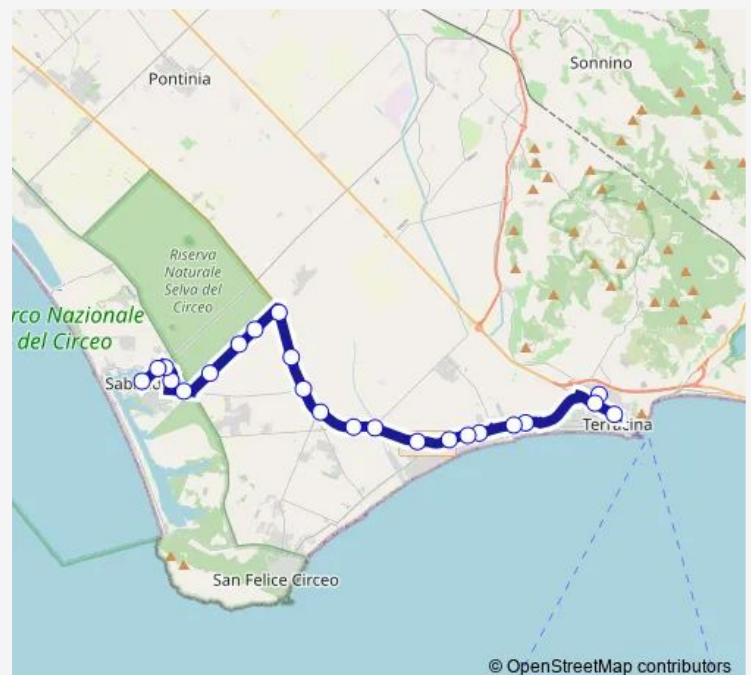 Pontinia
Sonnino
Riserva
Naturale
Selva del
Circeo
rco Nazionale
del Circeo
Terracina
San Felice Circeo
© OpenStreetMap contributors